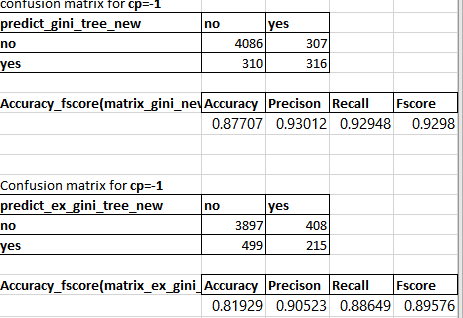 confusion matrix for cp=-1
predict_gini_tree_new no yes
no 4086 307
yes 310 316
Accuracy_fscore(matrix_gini_nev Accuracy Precison Recall Fscore
0.87707 0.93012 0.92948 0.9298
Confusion matrix for cp=-1
predict_ex_gini_tree_new no yes
no 3897 408
yes 499 215
Accuracy_fscore(matrix_ex_gini_ Accuracy Precison Recall Fscore
0.81929 0.90523 0.88649 0.89576